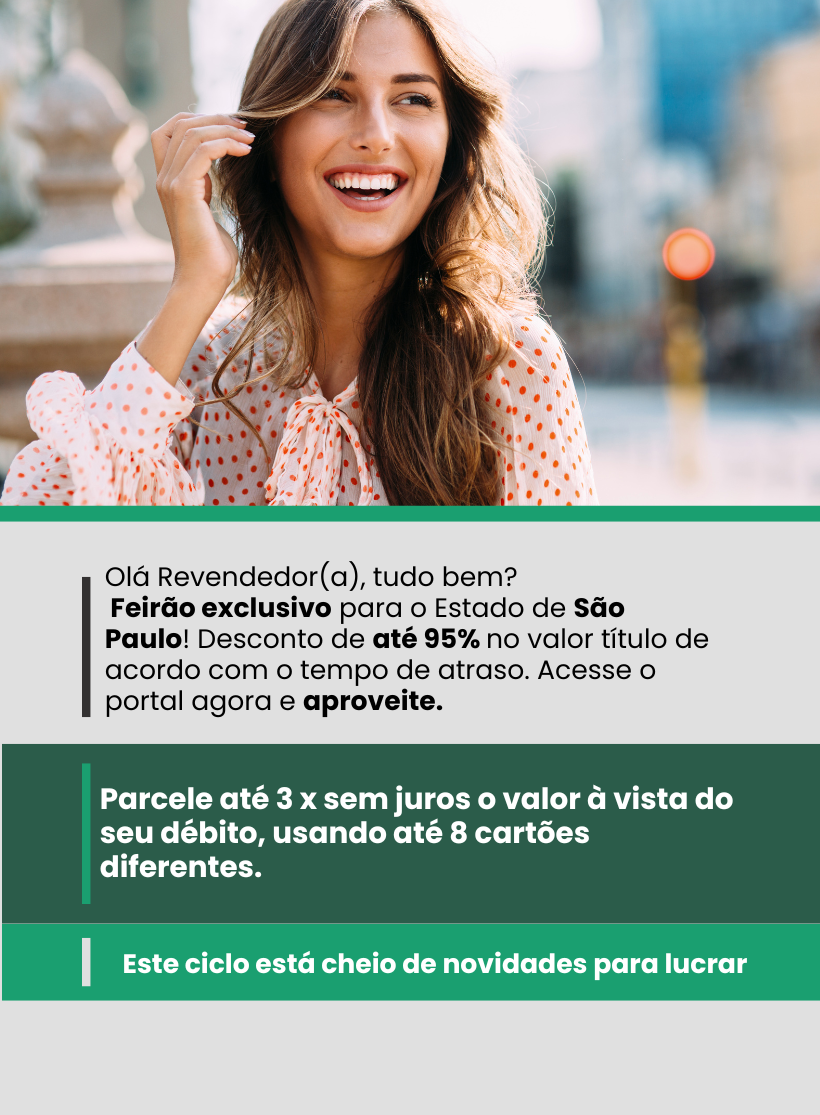 Olá Revendedor(a), tudo bem?
Feirão exclusivo para o Estado de São
Paulo! Desconto de até 95% no valor título de
acordo com o tempo de atraso. Acesse o
portal agora e aproveite.
Parcele até 3 x sem juros o valor à vista do
seu débito, usando até 8 cartões
diferentes.
Este ciclo está cheio de novidades para lucrar